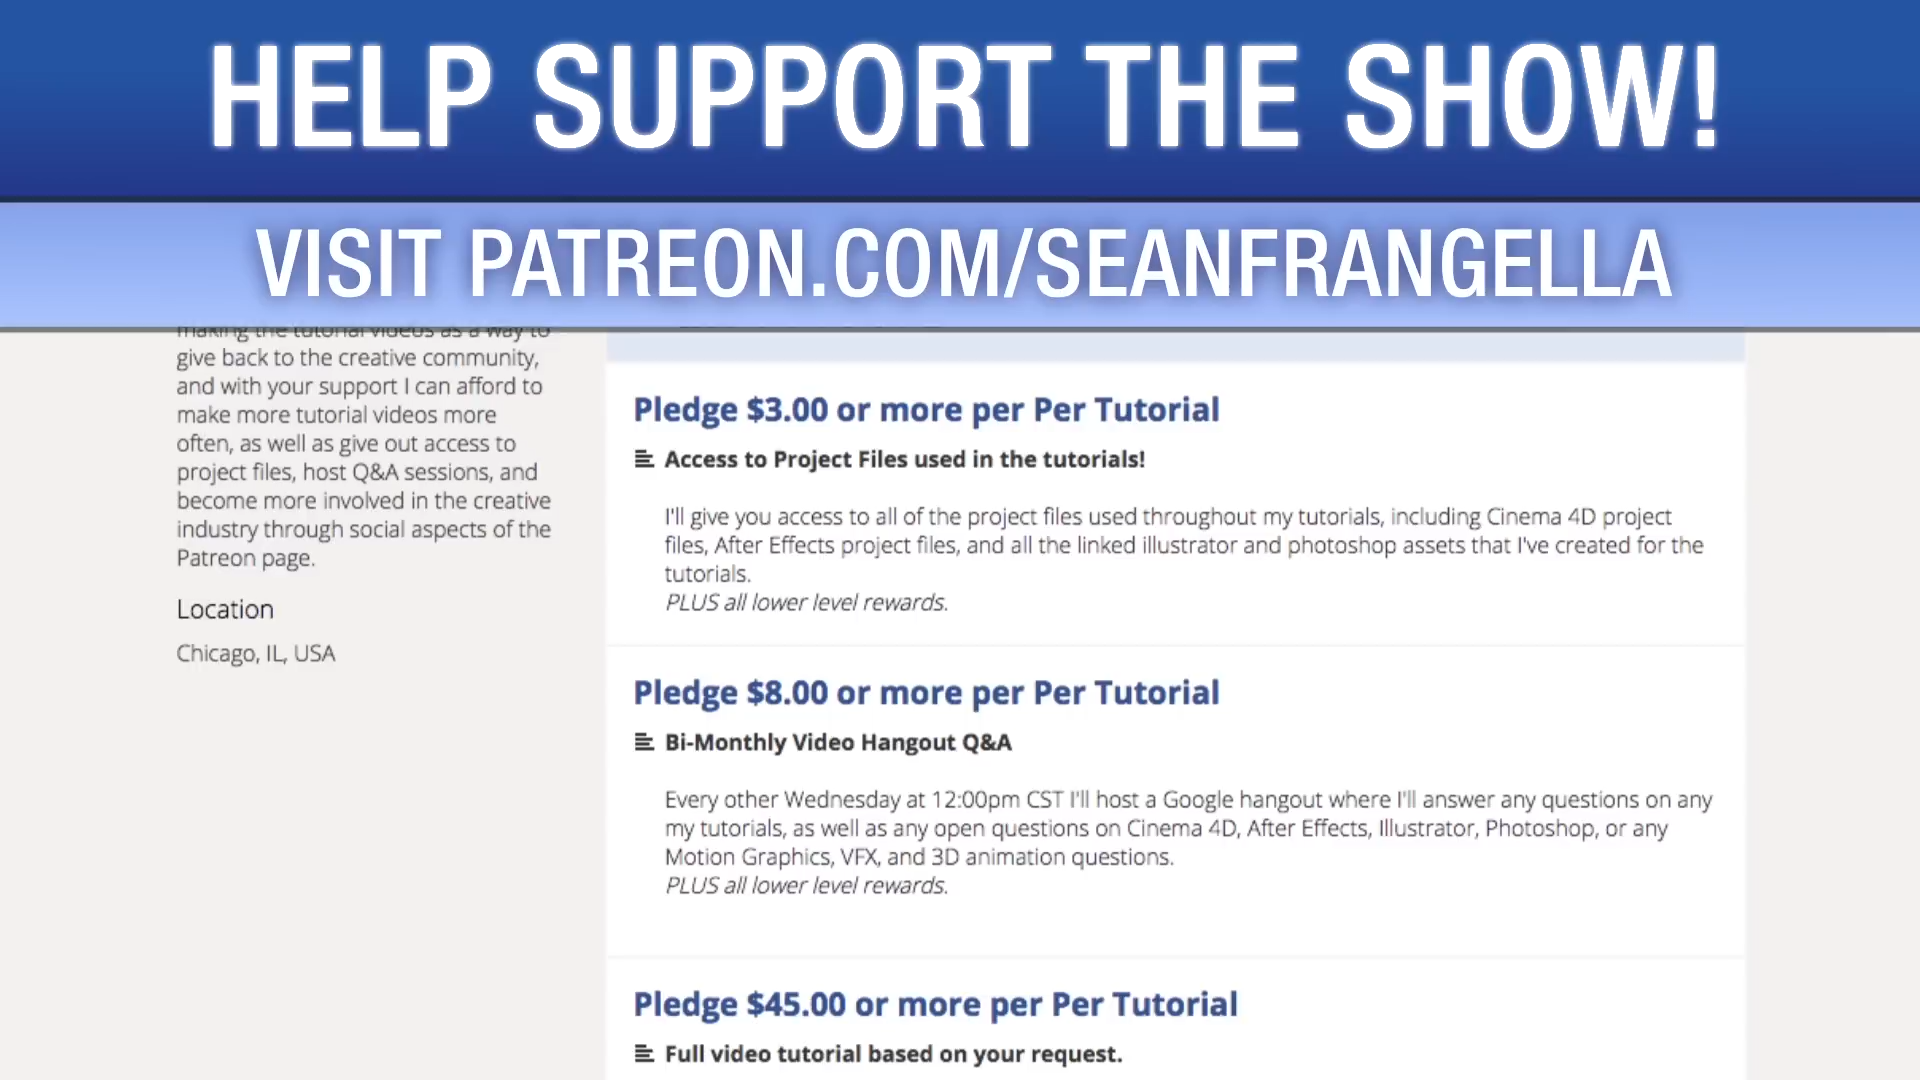 HELP SUPPORT THE SHOW!
VISIT PATREON.COM/SEANFRANGELLA
making the tutorial videos as a way to
give back to the creative community,
and with your support I can afford to
make more tutorial videos more
often, as well as give out access to
project files, host Q&A sessions, and
become more involved in the creative
industry through social aspects of the
Patreon page.
Location
Chicago, IL, USA
Pledge $3.00 or more per Per Tutorial
Access to Project Files used in the tutorials!
I'll give you access to all of the project files used throughout my tutorials, including Cinema 4D project
files, After Effects project files, and all the linked illustrator and photoshop assets that I've created for the
tutorials.
PLUS all lower level rewards.
Pledge $8.00 or more per Per Tutorial
Bi-Monthly Video Hangout Q&A
Every other Wednesday at 12:00pm CST I'll host a Google hangout where I'll answer any questions on any
my tutorials, as well as any open questions on Cinema 4D, After Effects, Illustrator, Photoshop, or any
Motion Graphics, VFX, and 3D animation questions.
PLUS all lower level rewards.
Pledge $45.00 or more per Per Tutorial
Full video tutorial based on your request.